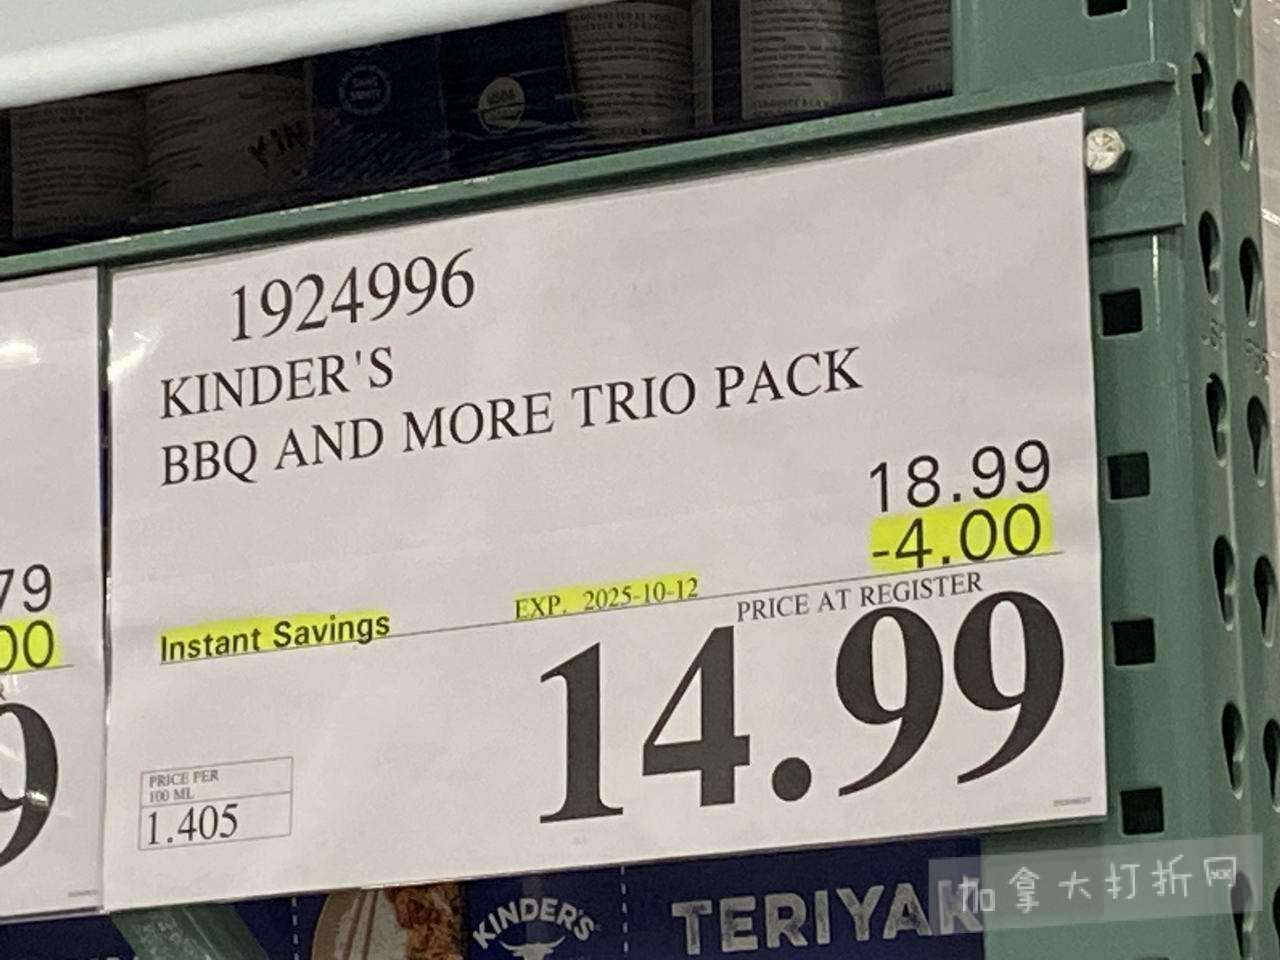 1924996
KINDER'S
BBQ AND MORE TRIO PACK
18.99
-4.00
Instant Savings
EXP. 2025-10-12
PRICE AT REGISTER
14.99
PRICE PER
100 ML
1.405
79
00
9
KINDER'S
TERIYAK
加拿大打折网